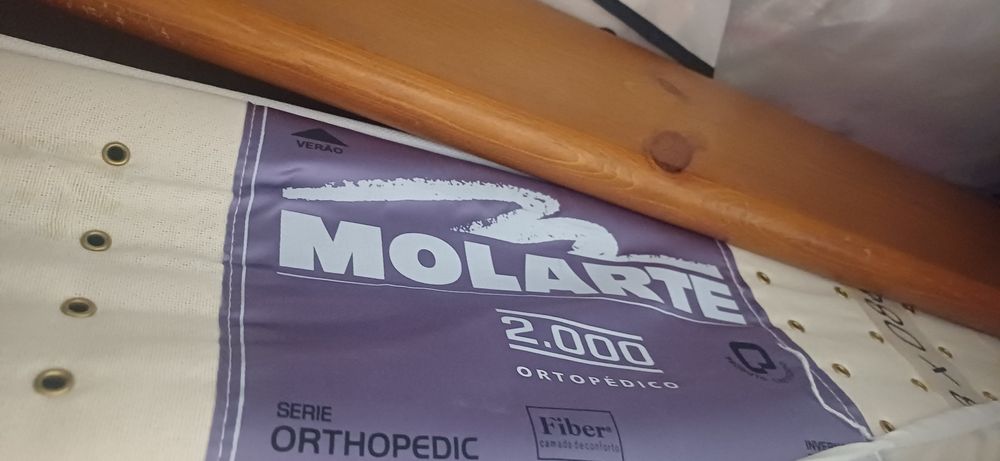 VERÃO
MOLARTE
2.000
ORTOPÉDICO
SERIE
ORTHOPEDIC
Fiber®
camada de conforto